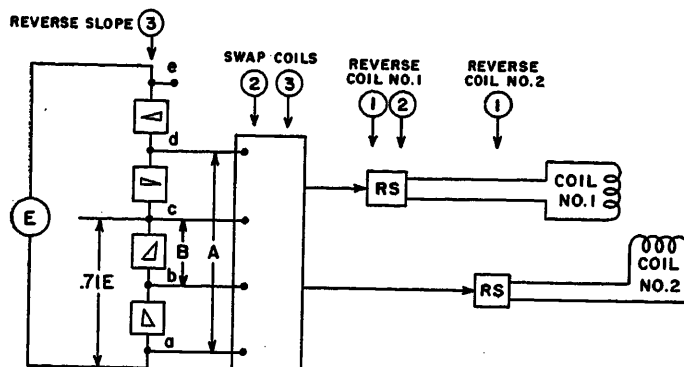 REVERSE SLOPE 3
SWAP COILS
2 3
REVERSE
COIL NO.1
1 2
REVERSE
COIL NO.2
1
e
d
c
b
a
E
.71E
B
A
RS
COIL
NO.1
RS
COIL
NO.2